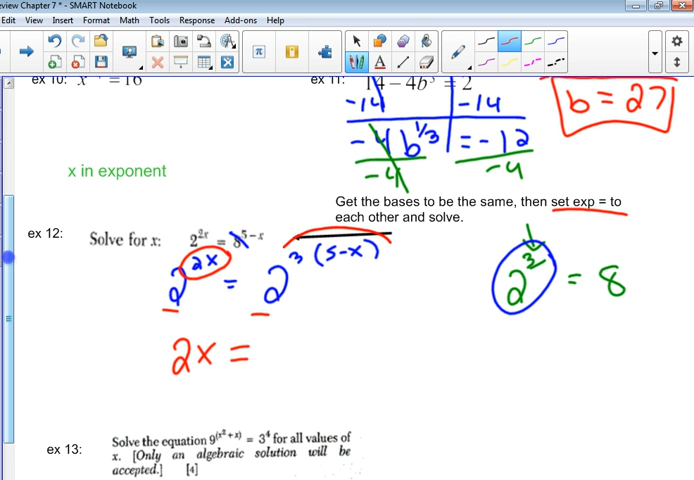 eview Chapter 7 * - SMART Notebook
Edit View Insert Format Math Tools Response Add-ons Help
ex 10: = 16
ex 11: 14 - 4b = 2
-14 -14
-4b^1/3 = -12
-4 -4
b = 27
x in exponent
Get the bases to be the same, then set exp = to
each other and solve.
ex 12: Solve for x: 2^2x = 8^5-x
2^2x = 2^3(5-x)
2^3 = 8
2x =
ex 13: Solve the equation 9^(x²+x) = 3⁴ for all values of
x. [Only an algebraic solution will be
accepted.] [4]